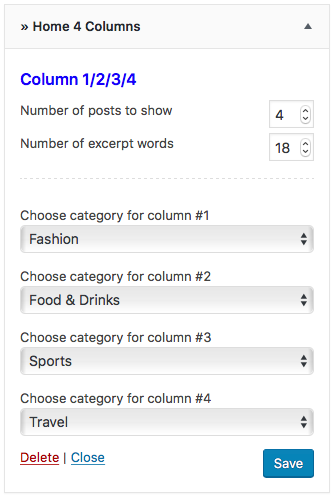 » Home 4 Columns
Column 1/2/3/4
Number of posts to show 4
Number of excerpt words 18
Choose category for column #1
Fashion
Choose category for column #2
Food & Drinks
Choose category for column #3
Sports
Choose category for column #4
Travel
Delete | Close Save